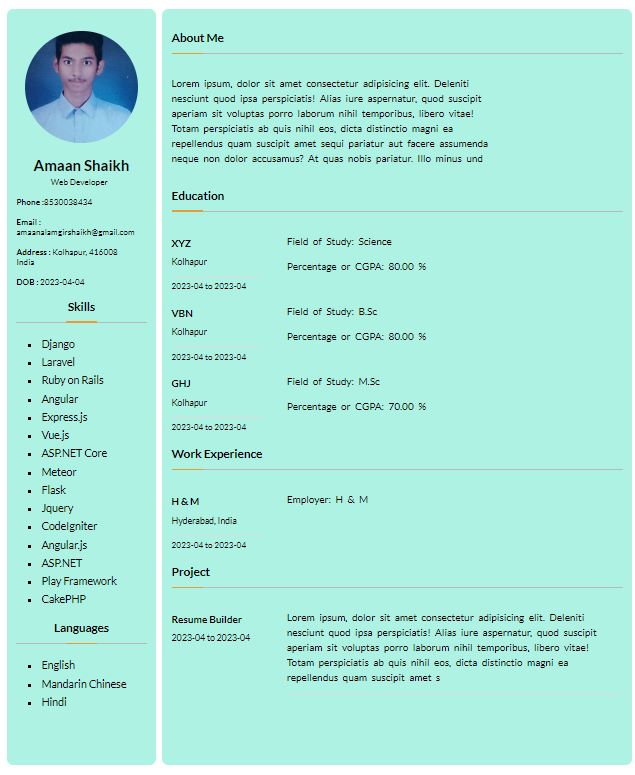 Amaan Shaikh
Web Developer
Phone :8530038434
Email :
amaanalamgirshaikh@gmail.com
Address : Kolhapur, 416008
India
DOB : 2023-04-04
Skills
Django
Laravel
Ruby on Rails
Angular
Express.js
Vue.js
ASP.NET Core
Meteor
Flask
Jquery
CodeIgniter
Angular.js
ASP.NET
Play Framework
CakePHP
Languages
English
Mandarin Chinese
Hindi
About Me
Lorem ipsum, dolor sit amet consectetur adipisicing elit. Deleniti
nesciunt quod ipsa perspiciatis! Alias iure aspernatur, quod suscipit
aperiam sit voluptas porro laborum nihil temporibus, libero vitae!
Totam perspiciatis ab quis nihil eos, dicta distinctio magni ea
repellendus quam suscipit amet sequi pariatur aut facere assumenda
neque non dolor accusamus? At quas nobis pariatur. Illo minus und
Education
XYZ
Kolhapur
2023-04 to 2023-04
Field of Study: Science
Percentage or CGPA: 80.00 %
VBN
Kolhapur
2023-04 to 2023-04
Field of Study: B.Sc
Percentage or CGPA: 80.00 %
GHJ
Kolhapur
2023-04 to 2023-04
Field of Study: M.Sc
Percentage or CGPA: 70.00 %
Work Experience
H & M
Hyderabad, India
2023-04 to 2023-04
Employer: H & M
Project
Resume Builder
2023-04 to 2023-04
Lorem ipsum, dolor sit amet consectetur adipisicing elit. Deleniti
nesciunt quod ipsa perspiciatis! Alias iure aspernatur, quod suscipit
aperiam sit voluptas porro laborum nihil temporibus, libero vitae!
Totam perspiciatis ab quis nihil eos, dicta distinctio magni ea
repellendus quam suscipit amet s